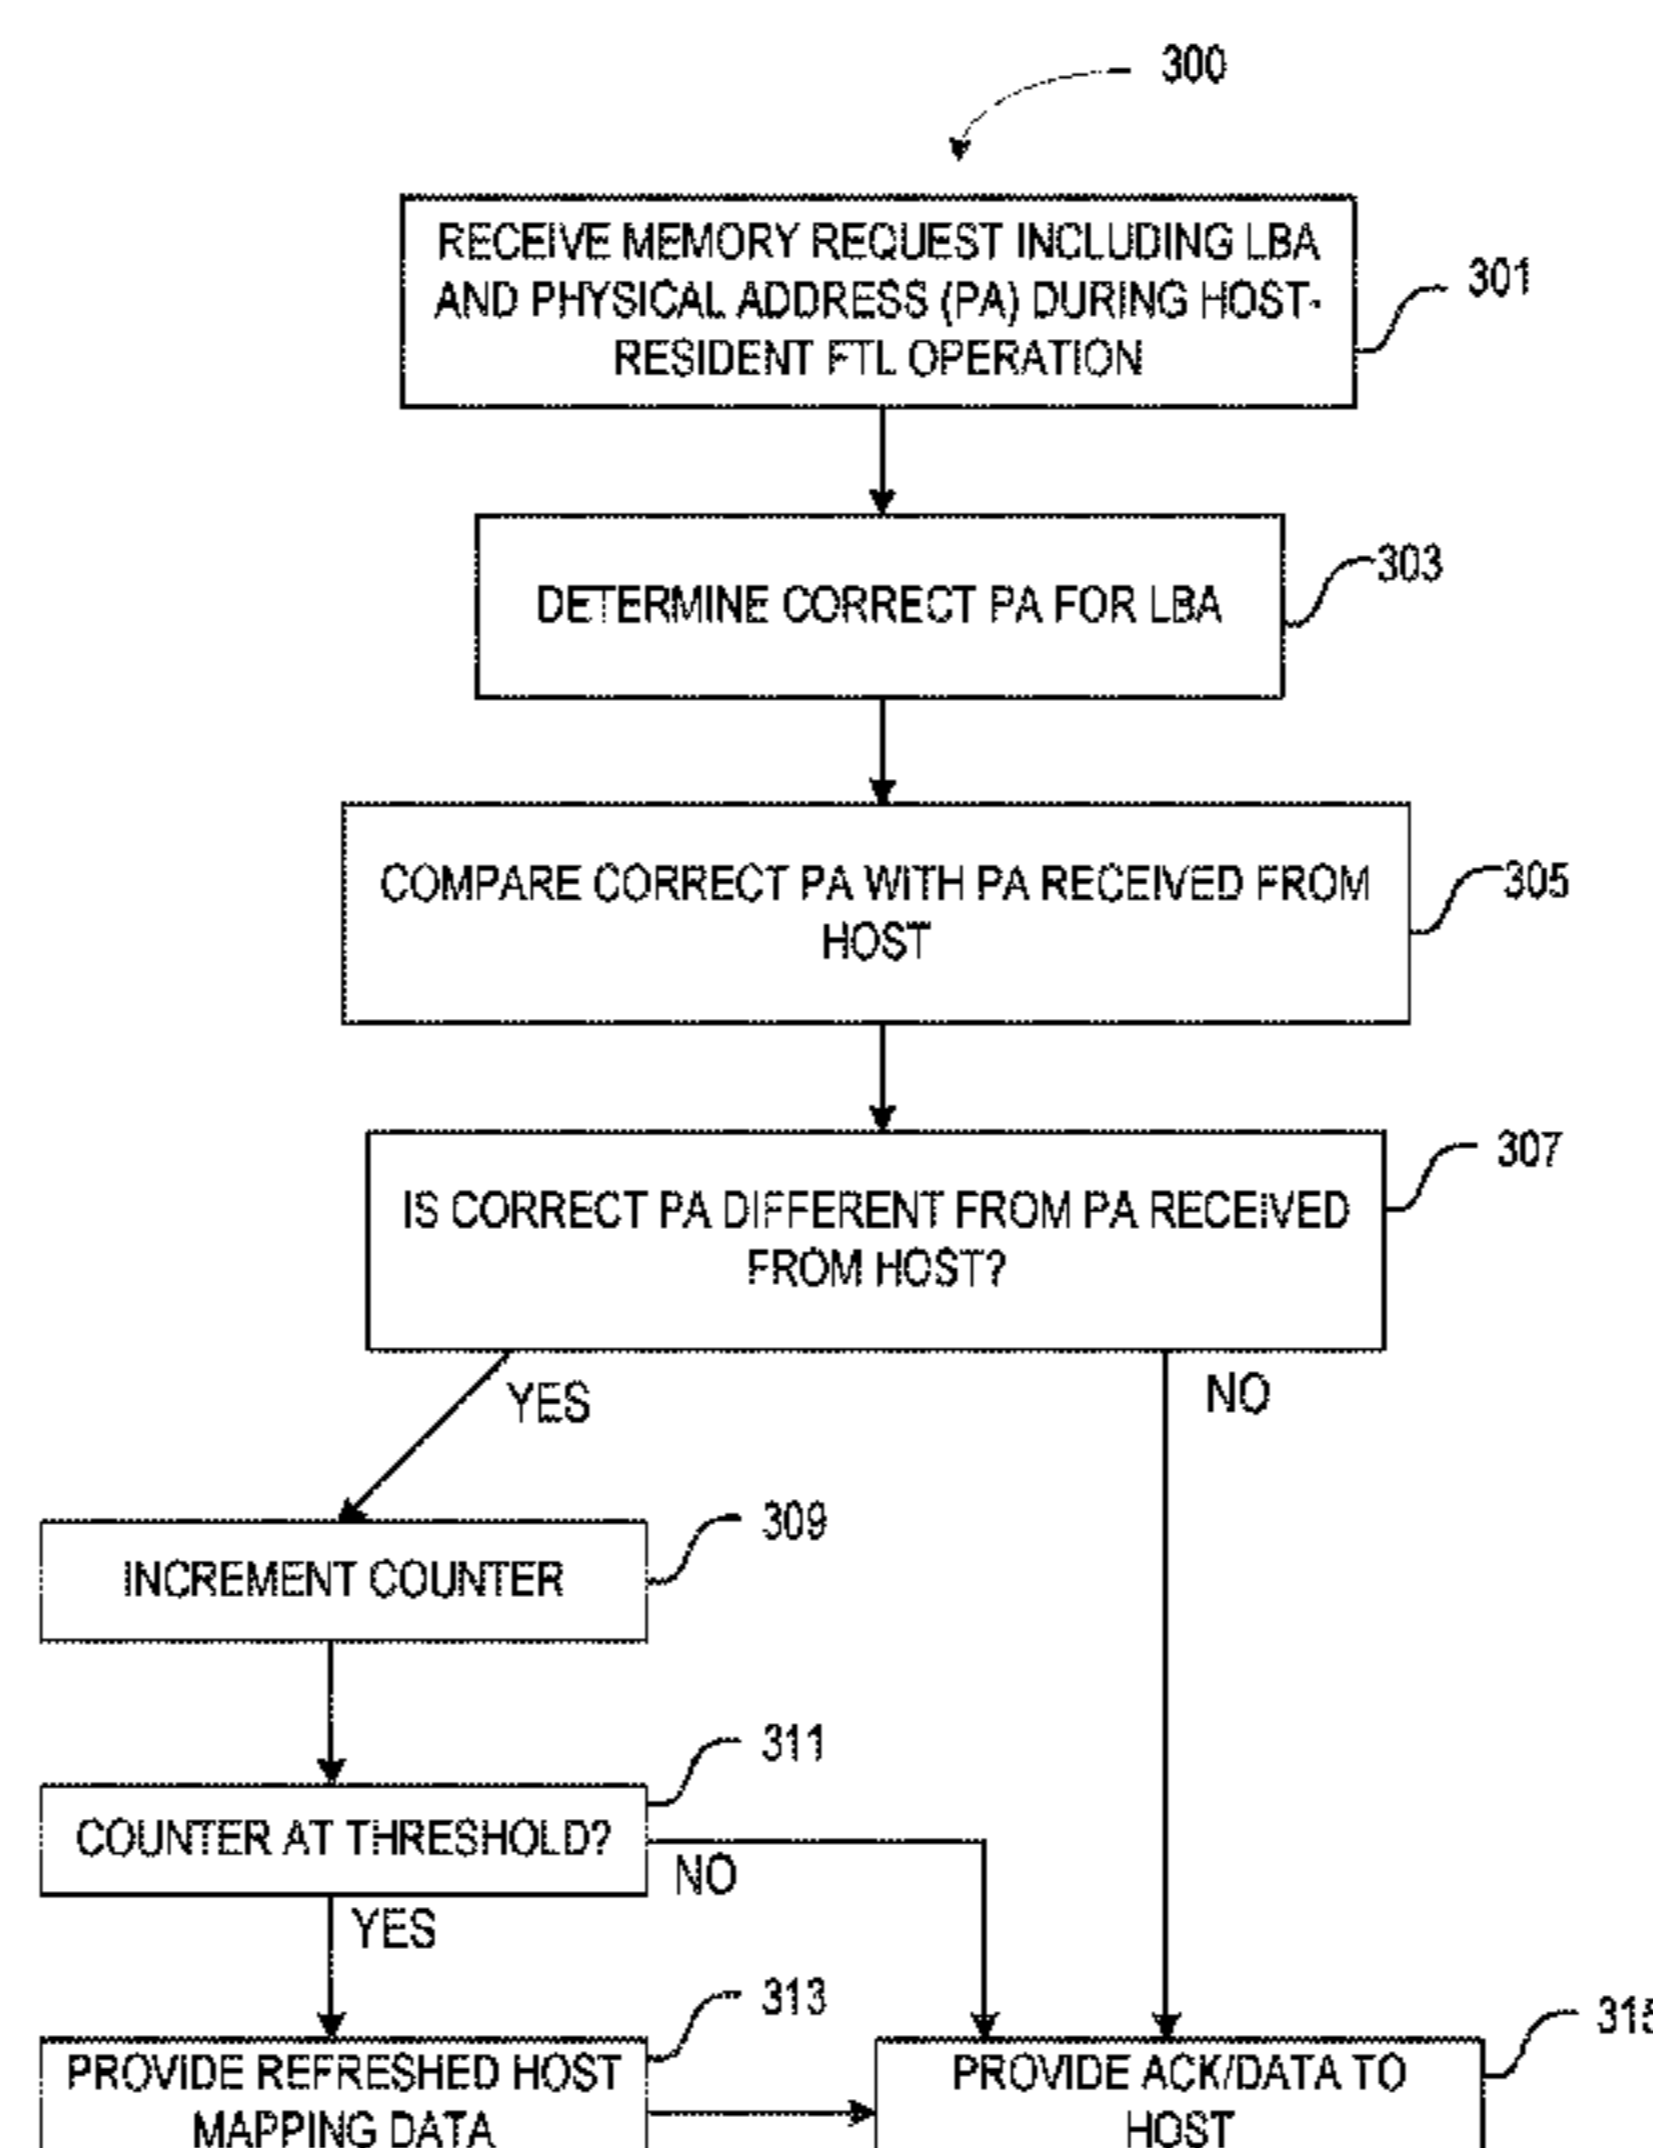 300
RECEIVE MEMORY REQUEST INCLUDING LBA
AND PHYSICAL ADDRESS (PA) DURING HOST-
RESIDENT FTL OPERATION
301
DETERMINE CORRECT PA FOR LBA
303
COMPARE CORRECT PA WITH PA RECEIVED FROM
HOST
305
IS CORRECT PA DIFFERENT FROM PA RECEIVED
FROM HOST?
307
YES
NO
INCREMENT COUNTER
309
COUNTER AT THRESHOLD?
311
NO
YES
PROVIDE REFRESHED HOST
MAPPING DATA
313
PROVIDE ACK/DATA TO
HOST
315